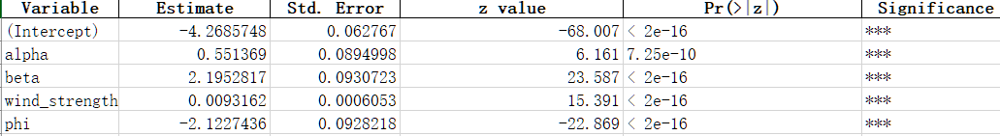 Variable Estimate Std. Error z value Pr(>|z|) Significance
(Intercept) -4.2685748 0.062767 -68.007 < 2e-16 ***
alpha 0.551369 0.0894998 6.161 7.25e-10 ***
beta 2.1952817 0.0930723 23.587 < 2e-16 ***
wind_strength 0.0093162 0.0006053 15.391 < 2e-16 ***
phi -2.1227436 0.0928218 -22.869 < 2e-16 ***